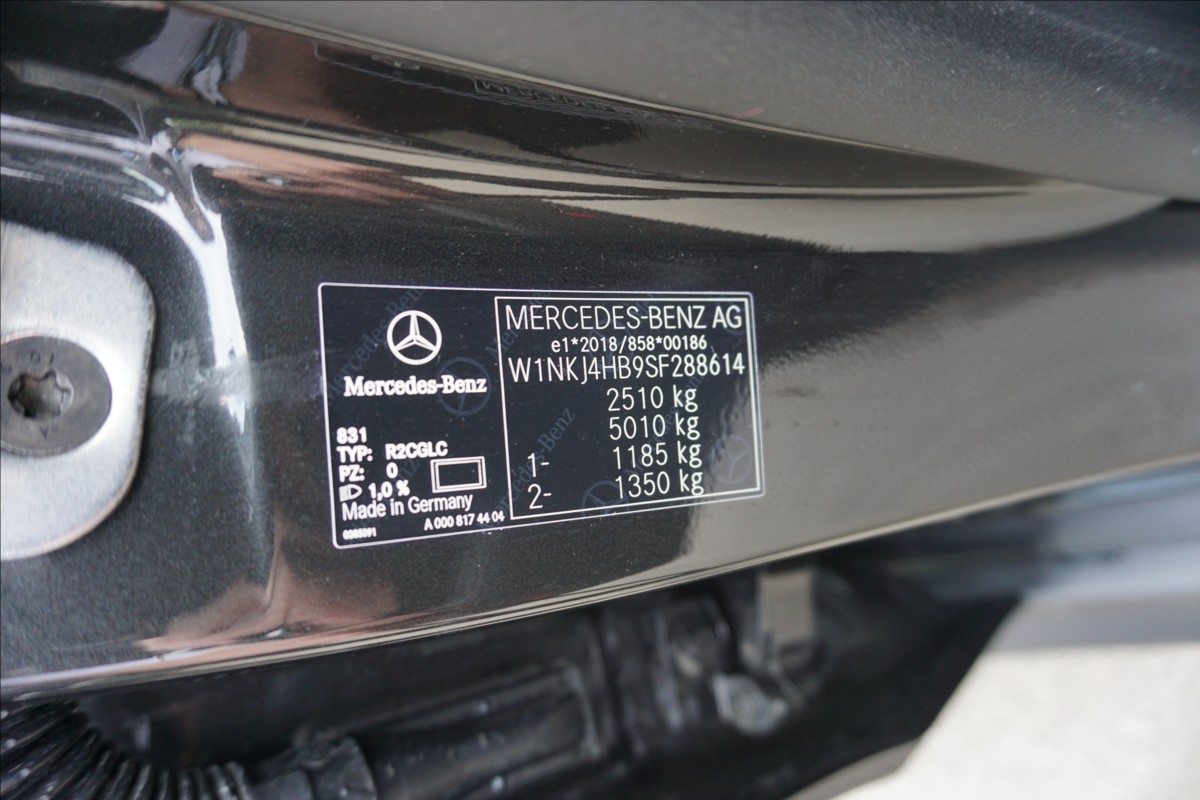 Mercedes-Benz
831
TYP: R2CGLC
PZ: 0
1,0 %
Made in Germany
A 000 817 44 04
MERCEDES-BENZ AG
e1*2018/858*00186
W1NKJ4HB9SF288614
2510 kg
5010 kg
1- 1185 kg
2- 1350 kg